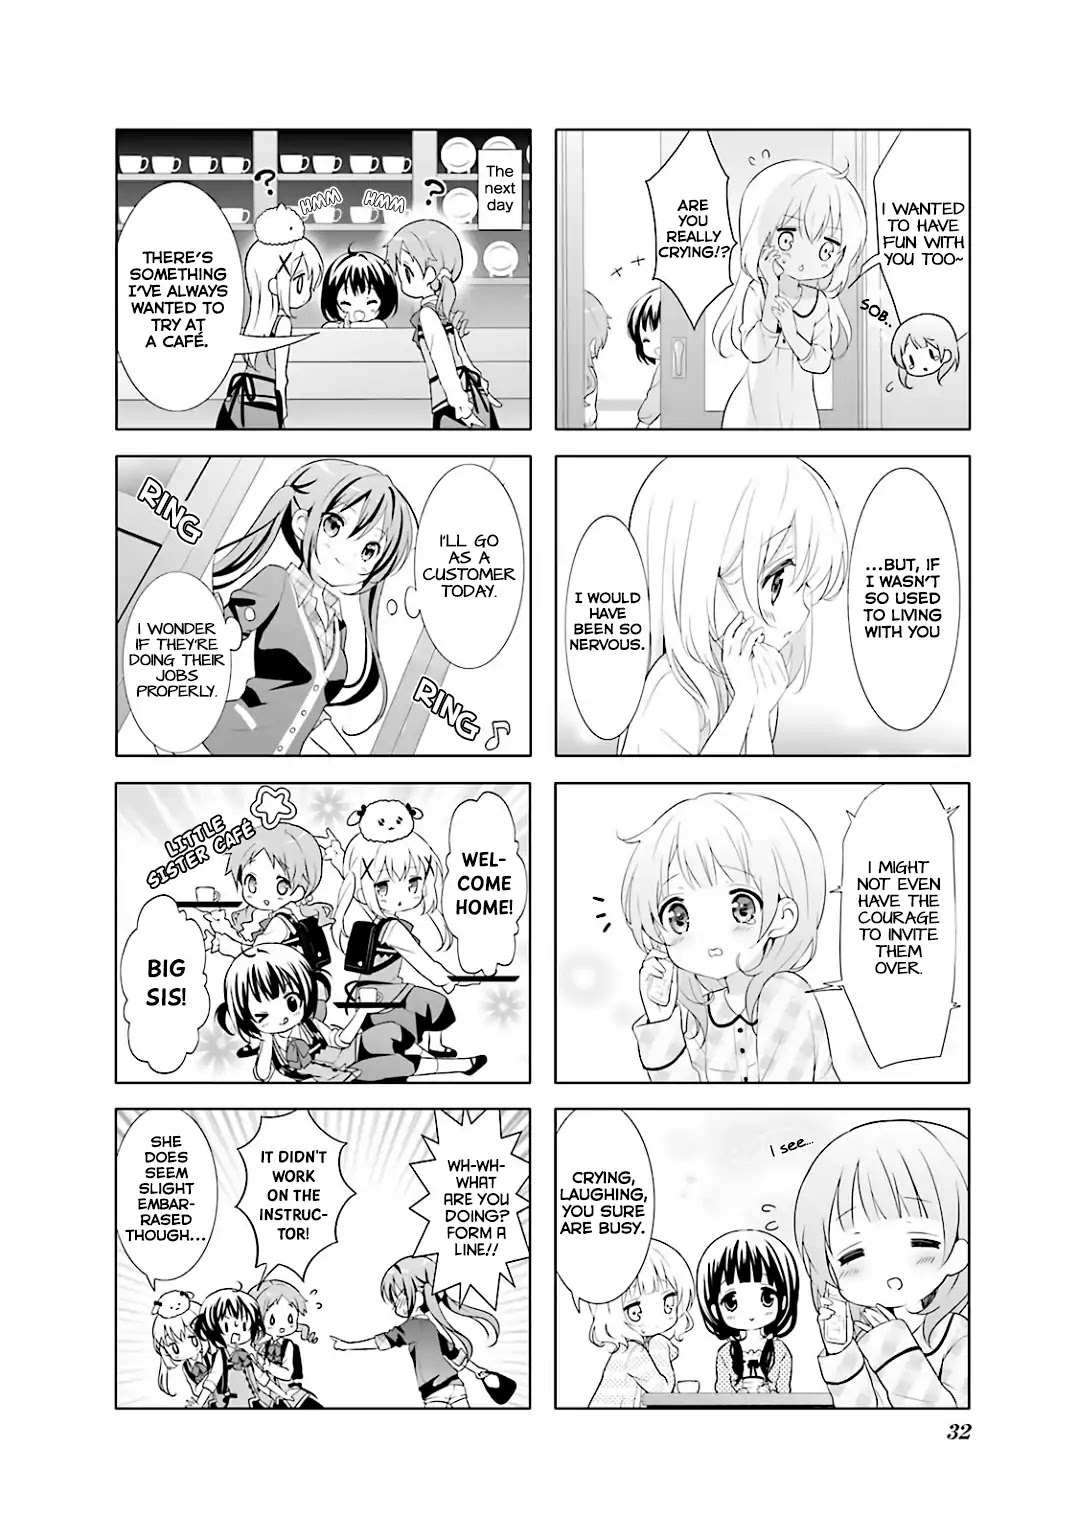 I WANTED
TO HAVE
FUN WITH
YOU TOO~
SOB..
ARE
YOU
REALLY
CRYING!?
...BUT, IF
I WASN'T
SO USED
TO LIVING
WITH YOU
I WOULD
HAVE
BEEN SO
NERVOUS.
I MIGHT
NOT EVEN
HAVE THE
COURAGE
TO INVITE
THEM
OVER.
I see...
CRYING,
LAUGHING,
YOU SURE
ARE BUSY.
The
next
day
?
HMM
HMM
?
THERE'S
SOMETHING
I'VE ALWAYS
WANTED TO
TRY AT
A CAFÉ.
I'LL GO
AS A
CUSTOMER
TODAY.
RING
I WONDER
IF THEY'RE
DOING THEIR
JOBS
PROPERLY.
RING♪
LITTLE
SISTER CAFÉ
WEL-
COME
HOME!
BIG
SIS!
WH-WH-
WHAT
ARE YOU
DOING?
FORM A
LINE!!
IT DIDN'T
WORK
ON THE
INSTRUC-
TOR!
SHE
DOES
SEEM
SLIGHT
EMBAR-
RASED
THOUGH...
32